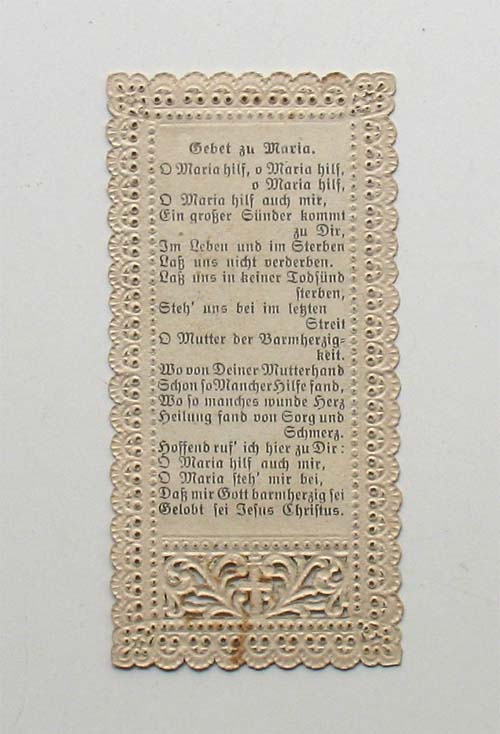 Gebet zu Maria.
O Maria hilf, o Maria hilf,
o Maria hilf,
O Maria hilf auch mir,
Ein großer Sünder kommt
zu Dir,
Im Leben und im Sterben
Laß uns nicht verderben.
Laß uns in keiner Todsünd
sterben,
Steh' uns bei im letzten
Streit
O Mutter der Barmherzig-
keit.
Wo von Deiner Mutterhand
Schon so Mancher Hilfe fand,
Wo so manches wunde Herz
Heilung fand von Sorg und
Schmerz.
Hoffend ruf' ich hier zu Dir:
O Maria hilf auch mir,
O Maria steh' mir bei,
Daß mir Gott barmherzig sei
Gelobt sei Jesus Christus.